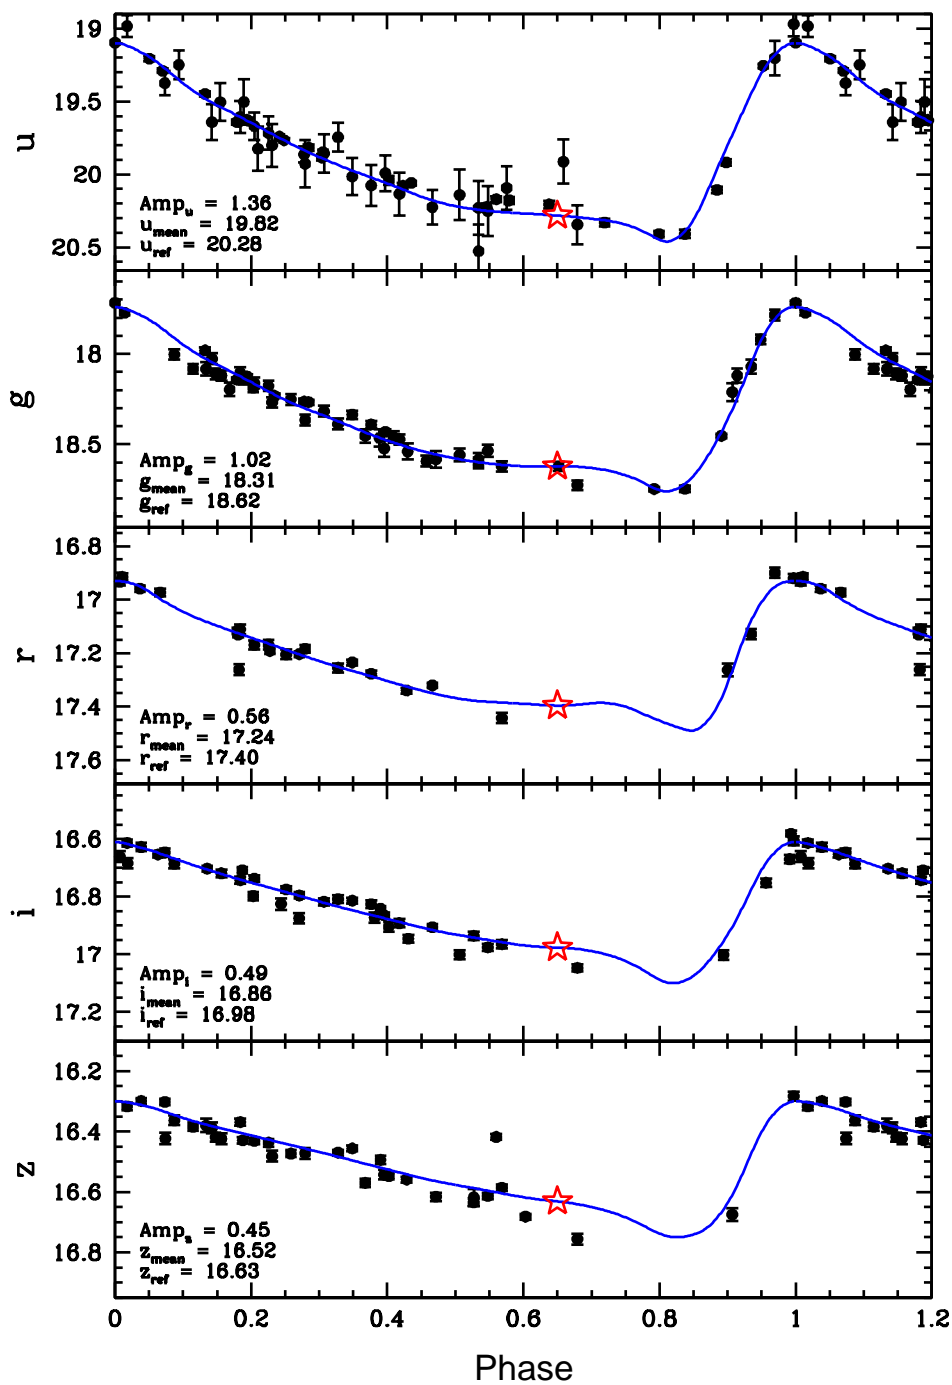 19
19.5
20
20.5
u
Amp_u = 1.36
u_mean = 19.82
u_ref = 20.28
18
18.5
g
Amp_g = 1.02
g_mean = 18.31
g_ref = 18.62
16.8
17
17.2
17.4
17.6
r
Amp_r = 0.56
r_mean = 17.24
r_ref = 17.40
16.6
16.8
17
17.2
i
Amp_i = 0.49
i_mean = 16.86
i_ref = 16.98
16.2
16.4
16.6
16.8
z
Amp_z = 0.45
z_mean = 16.52
z_ref = 16.63
0 0.2 0.4 0.6 0.8 1 1.2
Phase